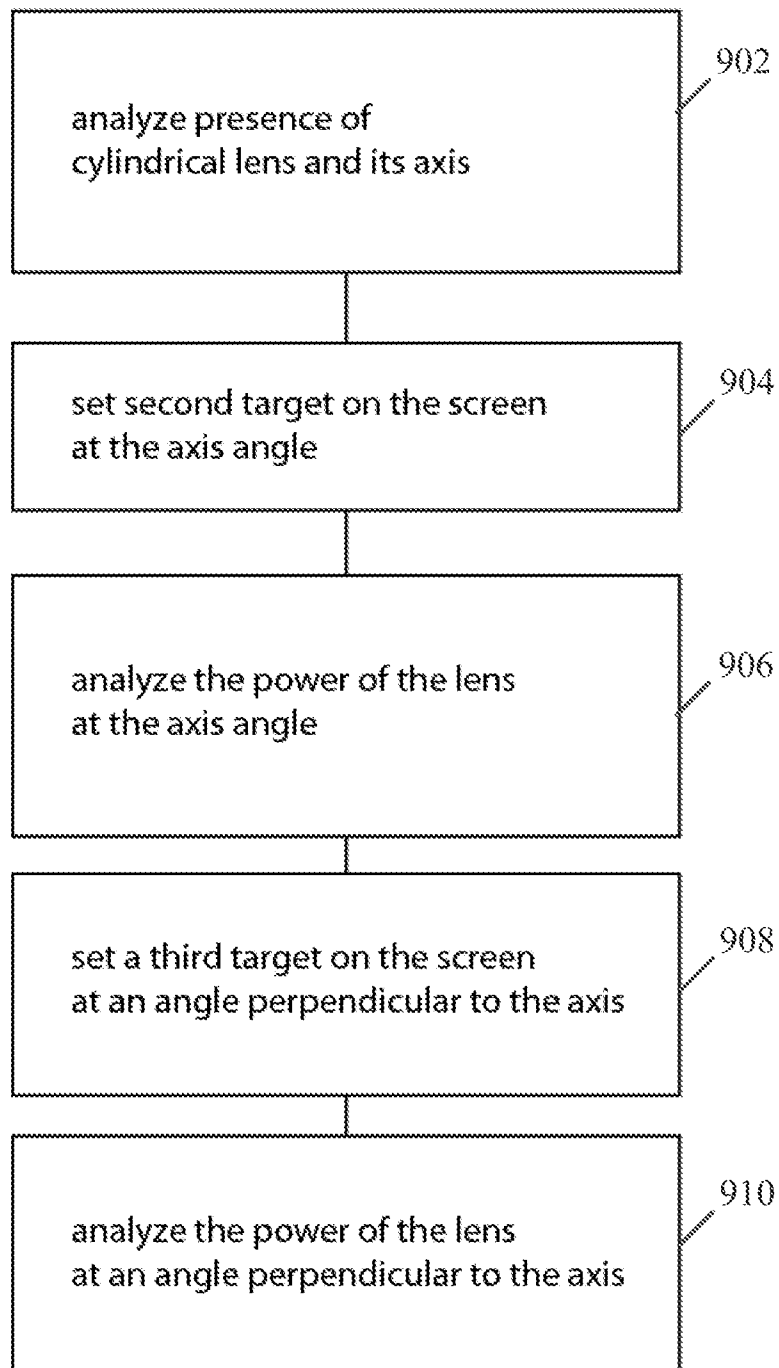 902
analyze presence of
cylindrical lens and its axis
904
set second target on the screen
at the axis angle
906
analyze the power of the lens
at the axis angle
908
set a third target on the screen
at an angle perpendicular to the axis
910
analyze the power of the lens
at an angle perpendicular to the axis